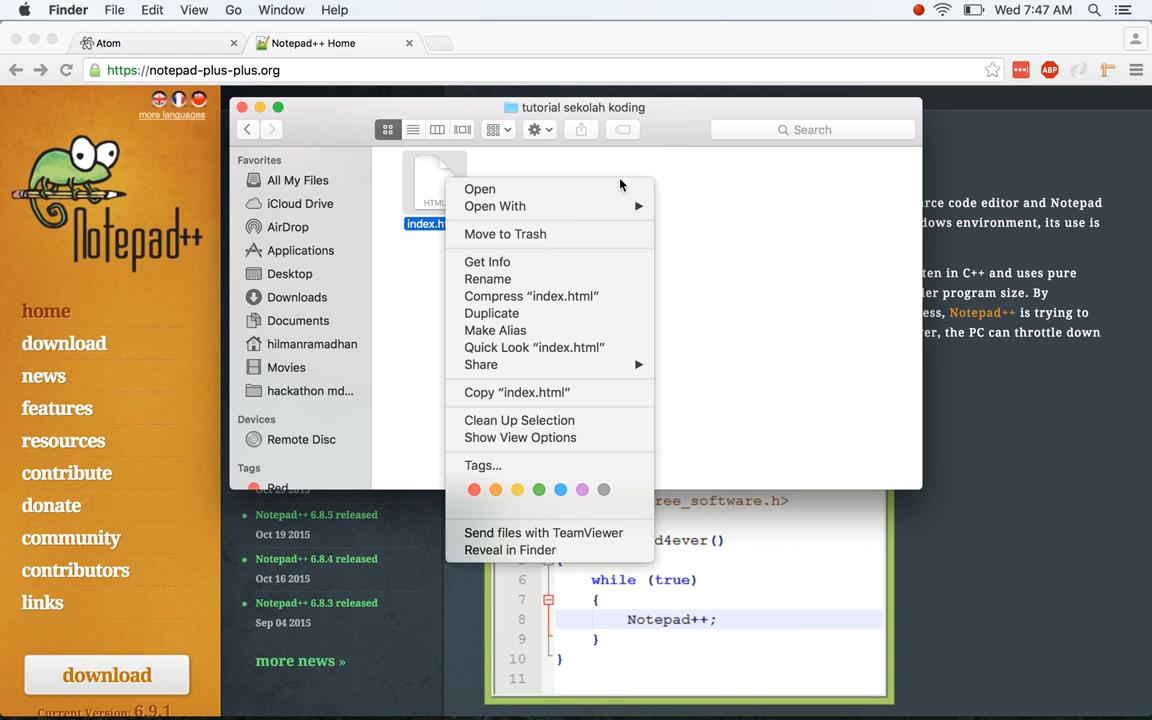 Finder File Edit View Go Window Help Wed 7:47 AM
Atom Notepad++ Home
https://notepad-plus-plus.org ABP
more languages
Notepad++
home
download
news
features
resources
contribute
donate
community
contributors
links
download
Current Version: 6.9.1
tutorial sekolah koding
Search
Favorites
All My Files
iCloud Drive
AirDrop
Applications
Desktop
Downloads
Documents
hilmanramadhan
Movies
hackathon md...
Devices
Remote Disc
Tags
Red
HTML
Open
Open With
Move to Trash
Get Info
Rename
Compress “index.html”
Duplicate
Make Alias
Quick Look “index.html”
Share
Copy “index.html”
Clean Up Selection
Show View Options
Tags...
Send files with TeamViewer
Reveal in Finder
code editor and Notepad
environment, its use is
in C++ and uses pure
program size. By
Notepad++ is trying to
the PC can throttle down
Notepad++ 6.8.5 released
Oct 19 2015
Notepad++ 6.8.4 released
Oct 16 2015
Notepad++ 6.8.3 released
Sep 04 2015
more news »
ree_software.h>
d4ever()
{
6 while (true)
7 {
8 Notepad++;
9 }
10 }
11